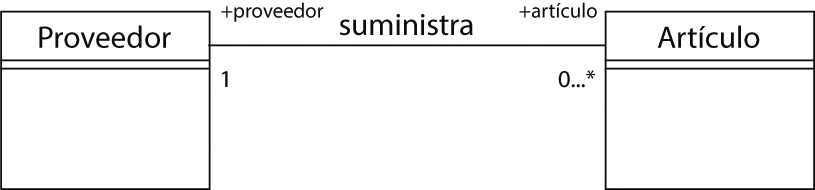 +proveedor
suministra
+artículo
Proveedor
Artículo
1
0...*